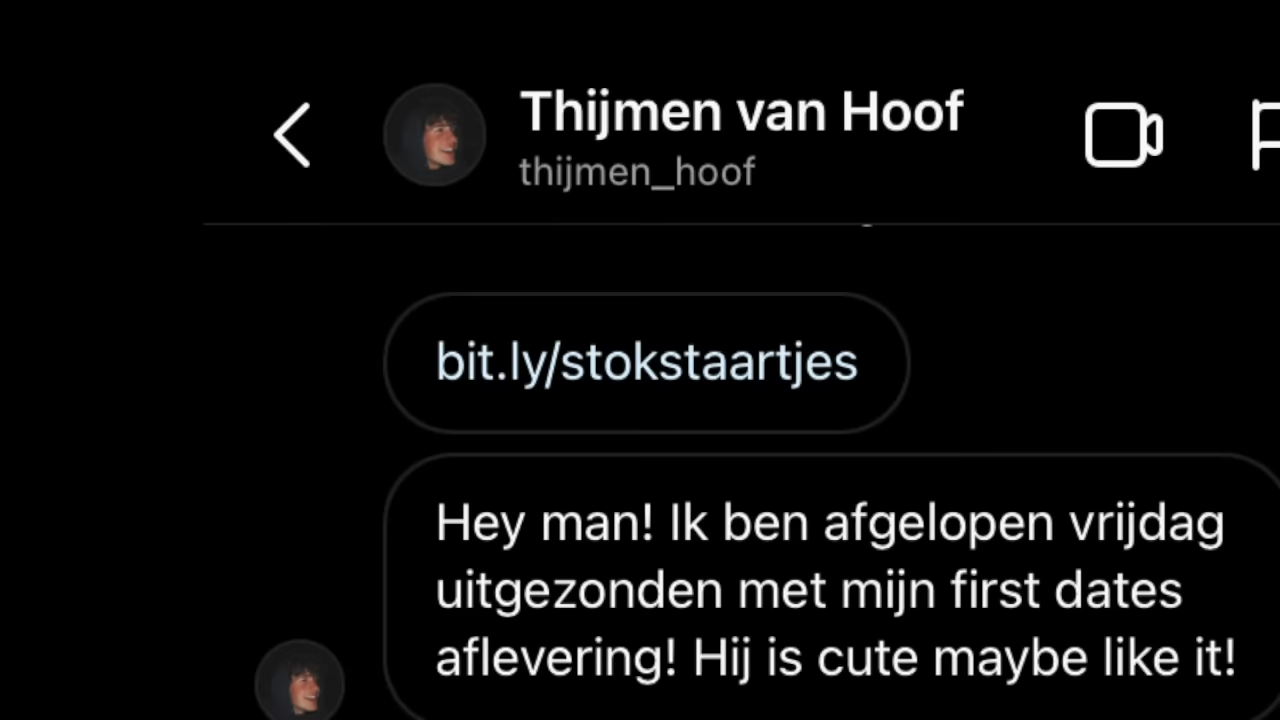 Thijmen van Hoof
thijmen_hoof
bit.ly/stokstaartjes
Hey man! Ik ben afgelopen vrijdag
uitgezonden met mijn first dates
aflevering! Hij is cute maybe like it!